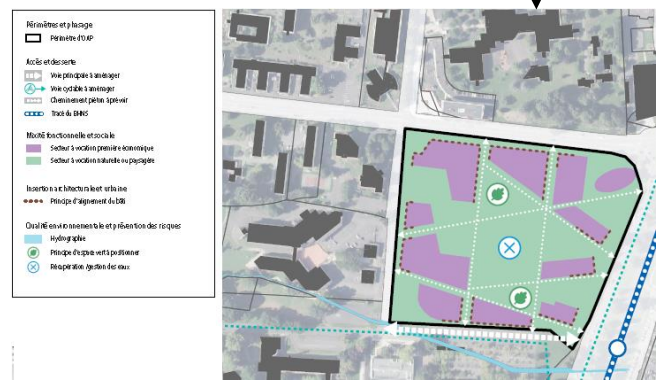 Périmètres et phasage
Périmètre d'OAP
Accès et desserte
Voie principale à aménager
Voie cyclable à aménager
Cheminement piéton à prévoir
Tracé du BHNS
Mixité fonctionnelle et sociale
Secteur à vocation première économique
Secteur à vocation naturelle ou paysagère
Insertion architecturale et urbaine
Principe d'alignement du bâti
Qualité environnementale et prévention des risques
Hydrographie
Principe d'espace vert à positionner
Récupération /gestion des eaux